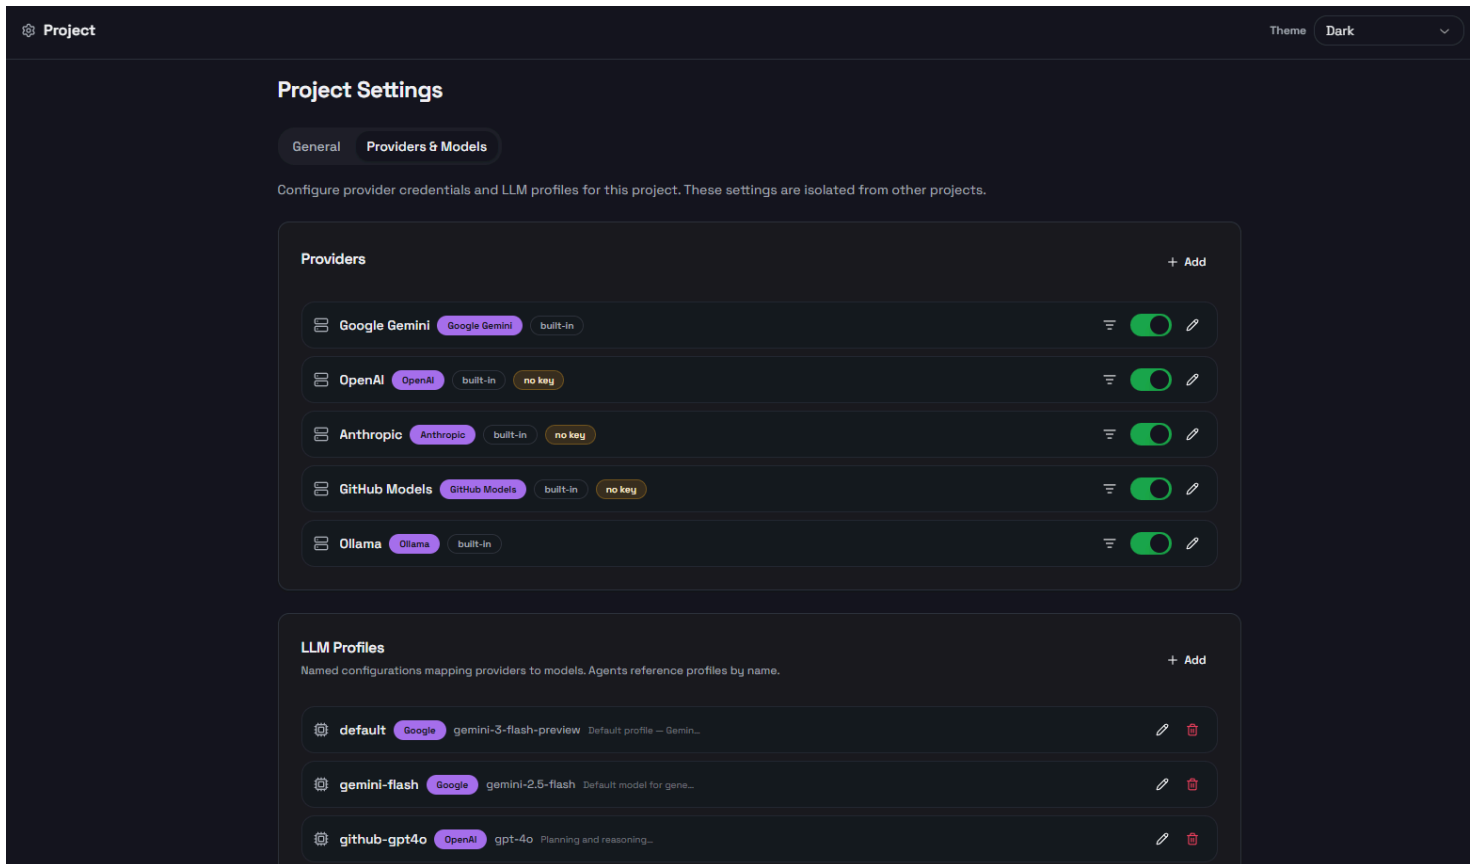 Project
Theme Dark
Project Settings
General Providers & Models
Configure provider credentials and LLM profiles for this project. These settings are isolated from other projects.
Providers
+ Add
Google Gemini Google Gemini built-in
OpenAI OpenAI built-in no key
Anthropic Anthropic built-in no key
GitHub Models GitHub Models built-in no key
Ollama Ollama built-in
LLM Profiles
Named configurations mapping providers to models. Agents reference profiles by name.
+ Add
default Google gemini-3-flash-preview Default profile — Gemin...
gemini-flash Google gemini-2.5-flash Default model for gene...
github-gpt4o OpenAI gpt-4o Planning and reasoning...